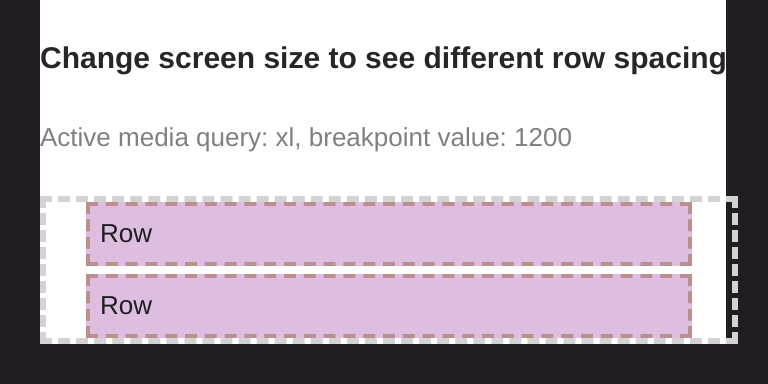 Change screen size to see different row spacing
Active media query: xl, breakpoint value: 1200
Row
Row